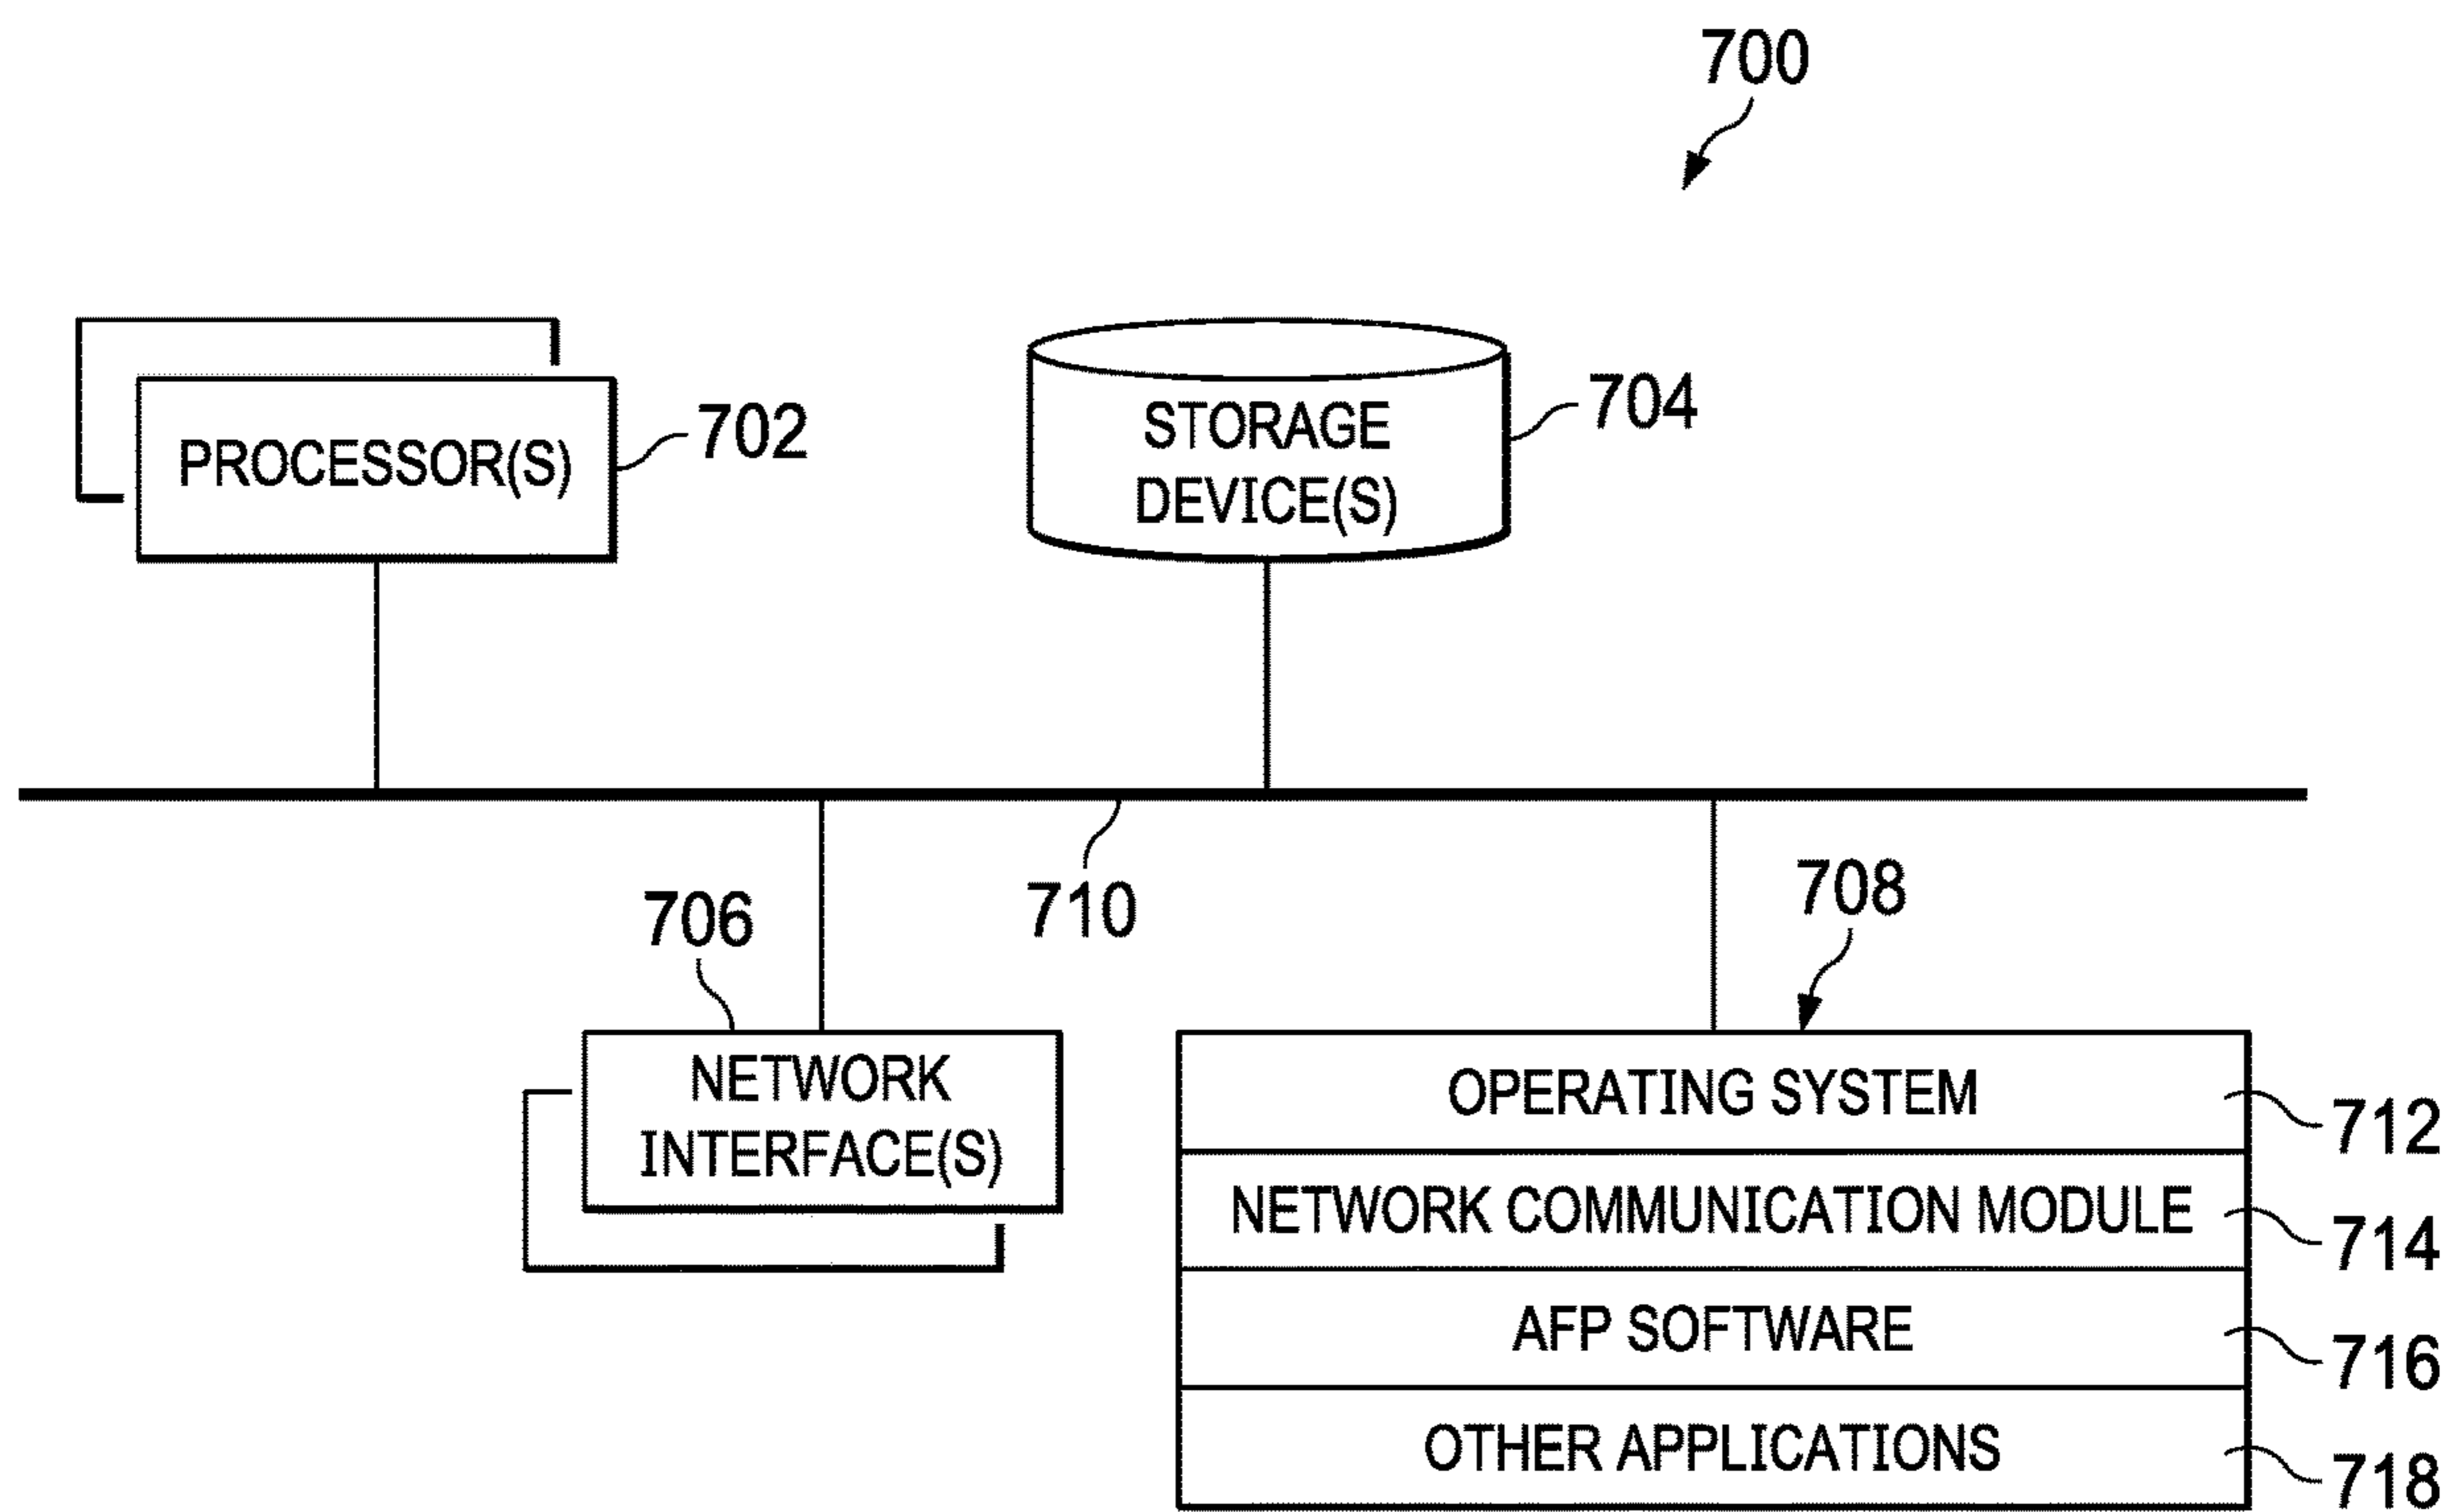 700
PROCESSOR(S)
702
STORAGE
DEVICE(S)
704
706
710
708
NETWORK
INTERFACE(S)
OPERATING SYSTEM
712
NETWORK COMMUNICATION MODULE
714
AFP SOFTWARE
716
OTHER APPLICATIONS
718